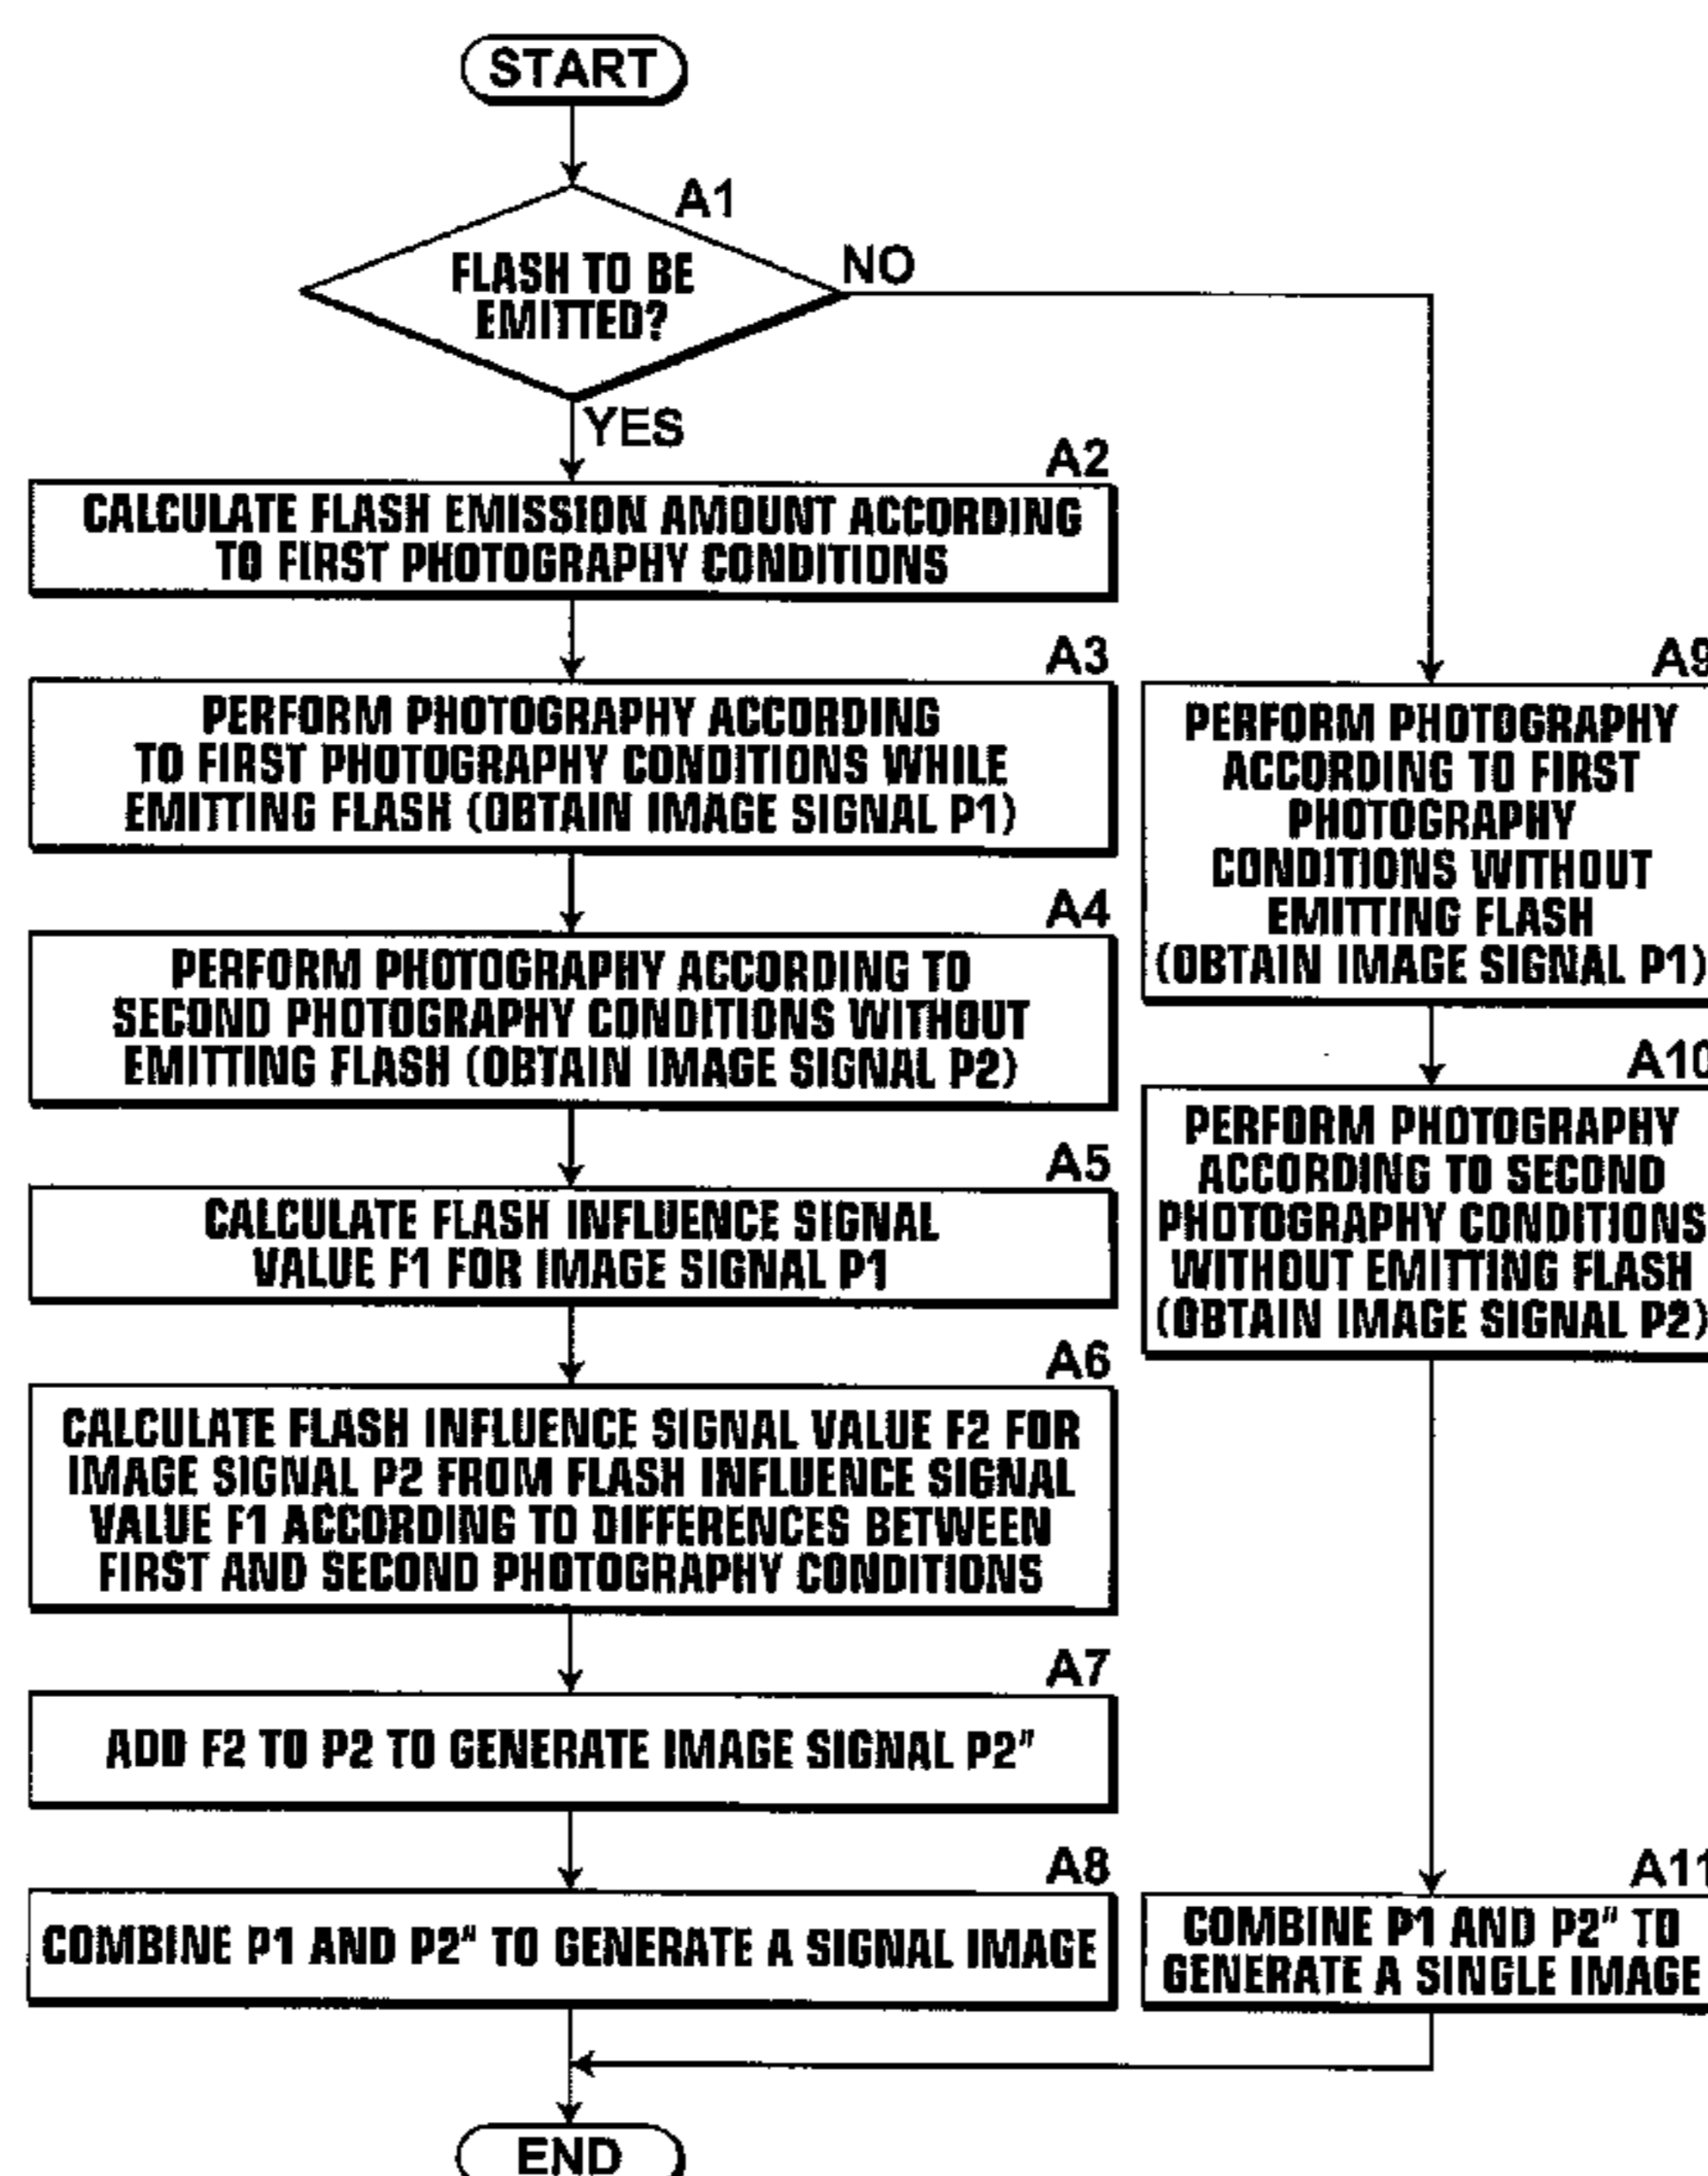 START
A1
FLASH TO BE
EMITTED?
NO
YES
A2
CALCULATE FLASH EMISSION AMOUNT ACCORDING
TO FIRST PHOTOGRAPHY CONDITIONS
A3
PERFORM PHOTOGRAPHY ACCORDING
TO FIRST PHOTOGRAPHY CONDITIONS WHILE
EMITTING FLASH (OBTAIN IMAGE SIGNAL P1)
A4
PERFORM PHOTOGRAPHY ACCORDING TO
SECOND PHOTOGRAPHY CONDITIONS WITHOUT
EMITTING FLASH (OBTAIN IMAGE SIGNAL P2)
A5
CALCULATE FLASH INFLUENCE SIGNAL
VALUE F1 FOR IMAGE SIGNAL P1
A6
CALCULATE FLASH INFLUENCE SIGNAL VALUE F2 FOR
IMAGE SIGNAL P2 FROM FLASH INFLUENCE SIGNAL
VALUE F1 ACCORDING TO DIFFERENCES BETWEEN
FIRST AND SECOND PHOTOGRAPHY CONDITIONS
A7
ADD F2 TO P2 TO GENERATE IMAGE SIGNAL P2"
A8
COMBINE P1 AND P2" TO GENERATE A SIGNAL IMAGE
A9
PERFORM PHOTOGRAPHY
ACCORDING TO FIRST
PHOTOGRAPHY
CONDITIONS WITHOUT
EMITTING FLASH
(OBTAIN IMAGE SIGNAL P1)
A10
PERFORM PHOTOGRAPHY
ACCORDING TO SECOND
PHOTOGRAPHY CONDITIONS
WITHOUT EMITTING FLASH
(OBTAIN IMAGE SIGNAL P2)
A11
COMBINE P1 AND P2" TO
GENERATE A SINGLE IMAGE
END